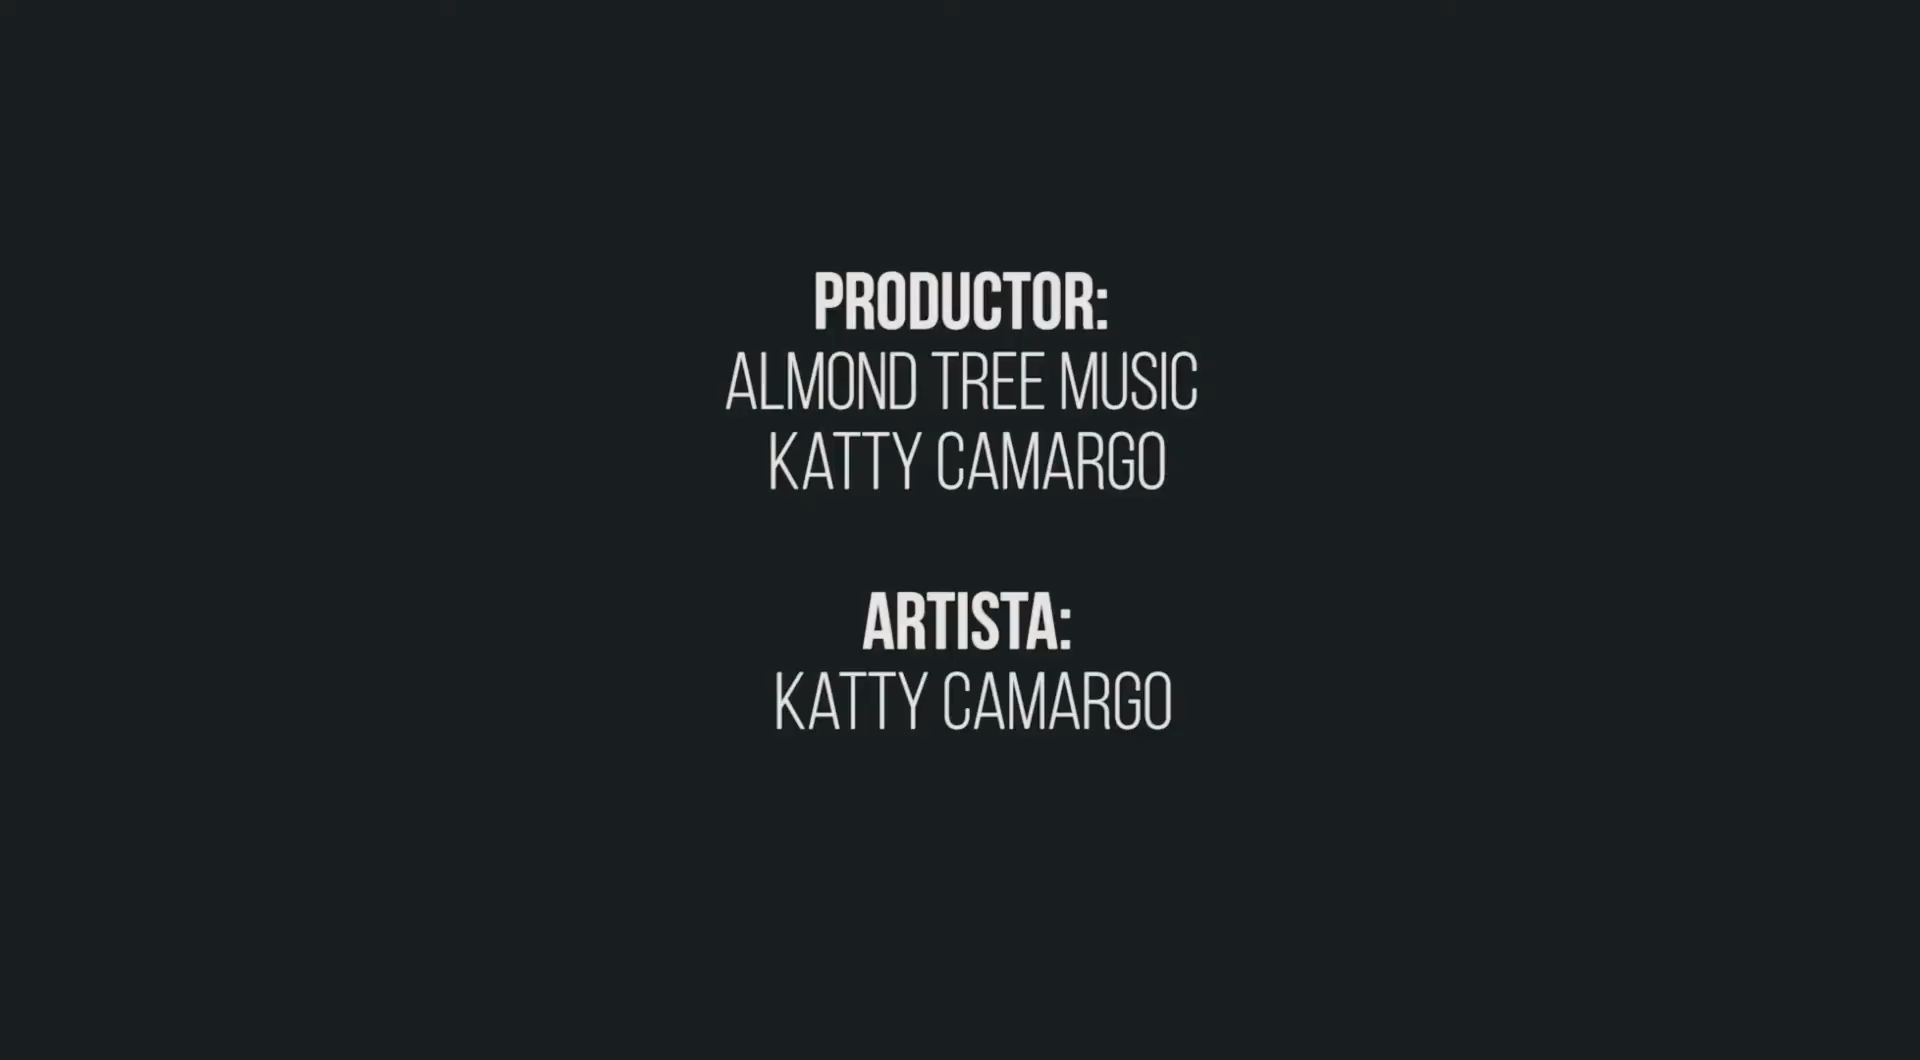 PRODUCTOR:
ALMOND TREE MUSIC
KATTY CAMARGO
ARTISTA:
KATTY CAMARGO